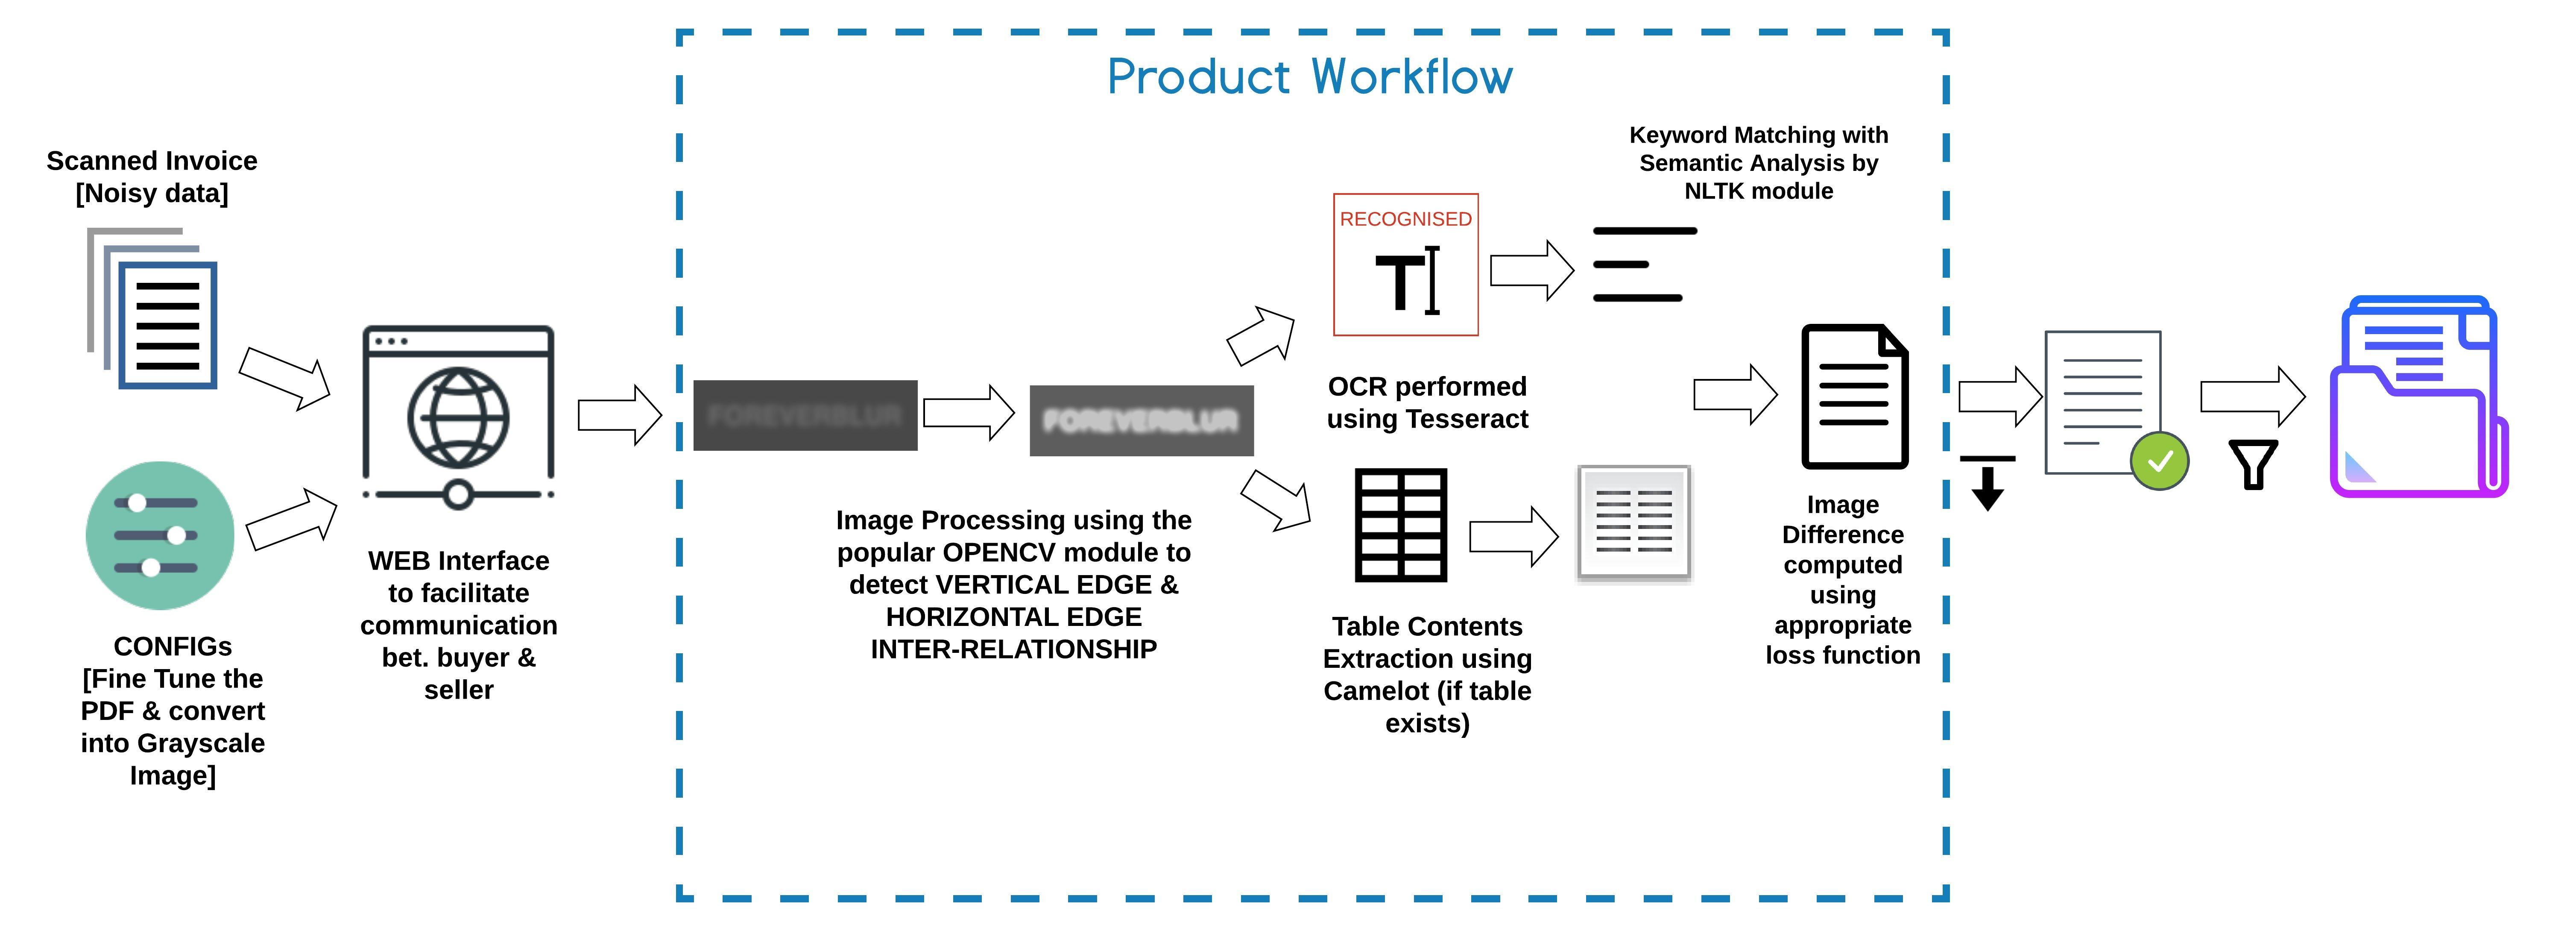 Product Workflow
Scanned Invoice
[Noisy data]
CONFIGs
[Fine Tune the
PDF & convert
into Grayscale
Image]
WEB Interface
to facilitate
communication
bet. buyer &
seller
FOREVERBLUR
FOREVERBLUR
Image Processing using the
popular OPENCV module to
detect VERTICAL EDGE &
HORIZONTAL EDGE
INTER-RELATIONSHIP
RECOGNISED
T
OCR performed
using Tesseract
Keyword Matching with
Semantic Analysis by
NLTK module
Table Contents
Extraction using
Camelot (if table
exists)
Image
Difference
computed
using
appropriate
loss function